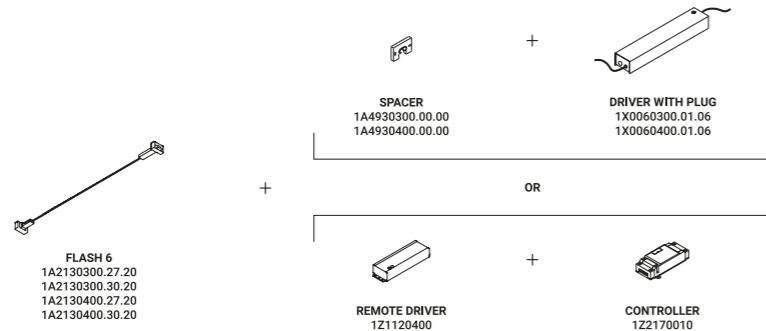 +
SPACER
1A4930300.00.00
1A4930400.00.00
DRIVER WITH PLUG
1X0060300.01.06
1X0060400.01.06
+
OR
FLASH 6
1A2130300.27.20
1A2130300.30.20
1A2130400.27.20
1A2130400.30.20
+
REMOTE DRIVER
1Z1120400
CONTROLLER
1Z2170010